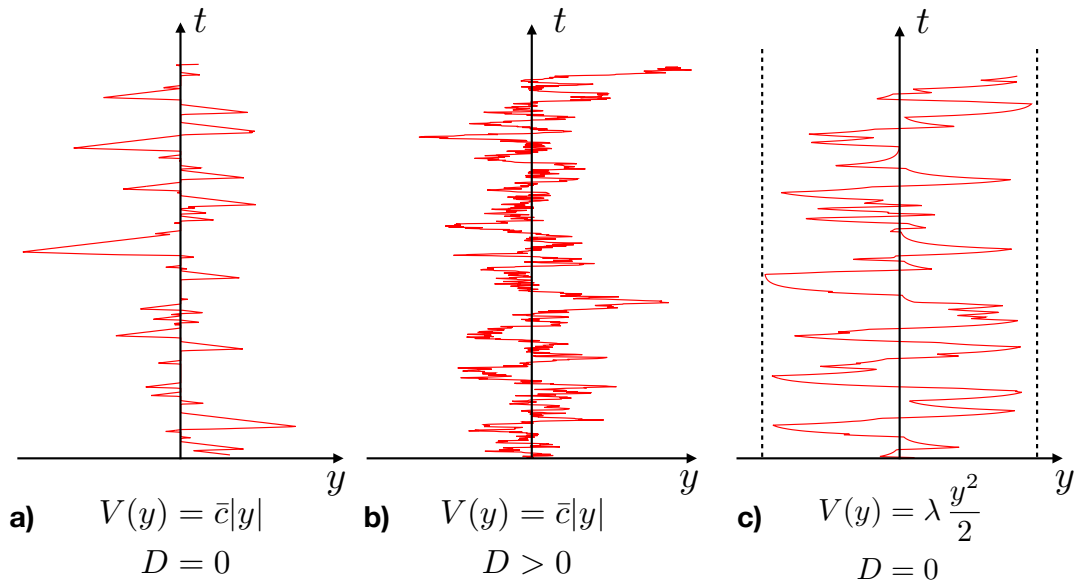 t
t
t
y
y
y
a) V(y) = c̄|y|
D = 0
b) V(y) = c̄|y|
D > 0
c) V(y) = λ y²/2
D = 0